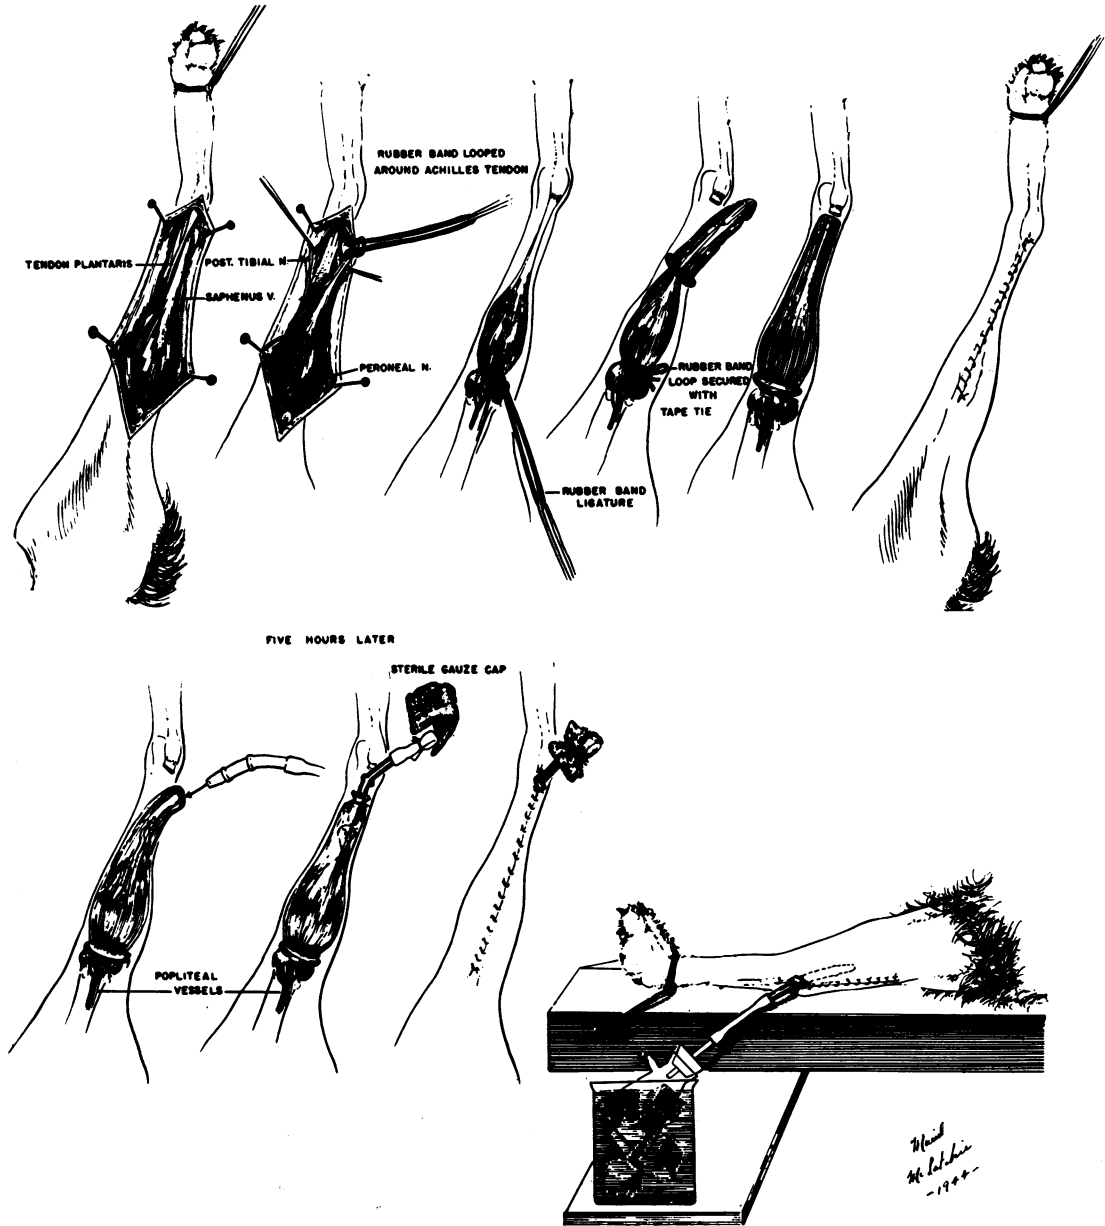 RUBBER BAND LOOPED
AROUND ACHILLES TENDON
TENDON PLANTARIS
POST. TIBIAL N.
SAPHENUS V.
PERONEAL N.
RUBBER BAND
LOOP SECURED
WITH
TAPE TIE
RUBBER BAND
LIGATURE
FIVE HOURS LATER
STERILE GAUZE CAP
POPLITEAL
VESSELS
-1944-